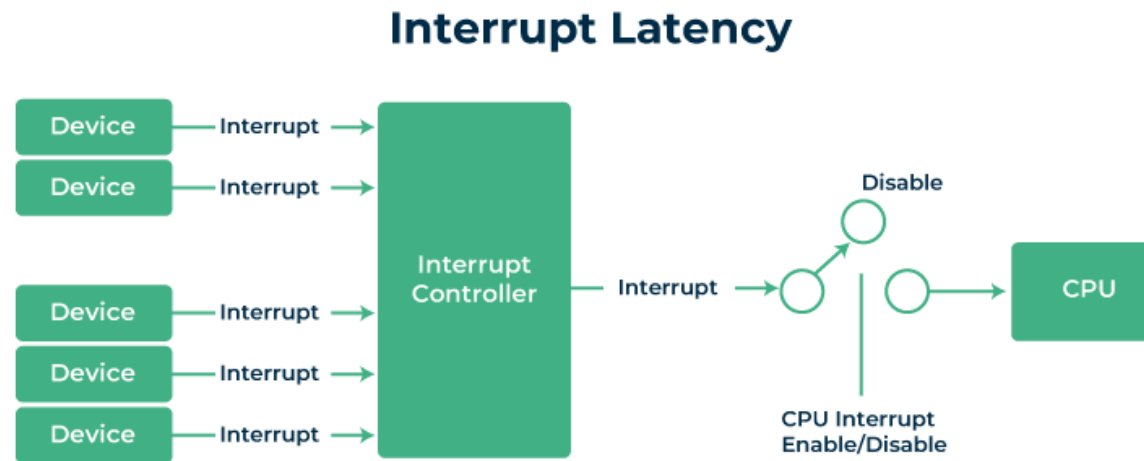 Interrupt Latency
Device
Interrupt
Device
Interrupt
Device
Interrupt
Device
Interrupt
Device
Interrupt
Interrupt
Controller
Interrupt
Disable
CPU Interrupt
Enable/Disable
CPU